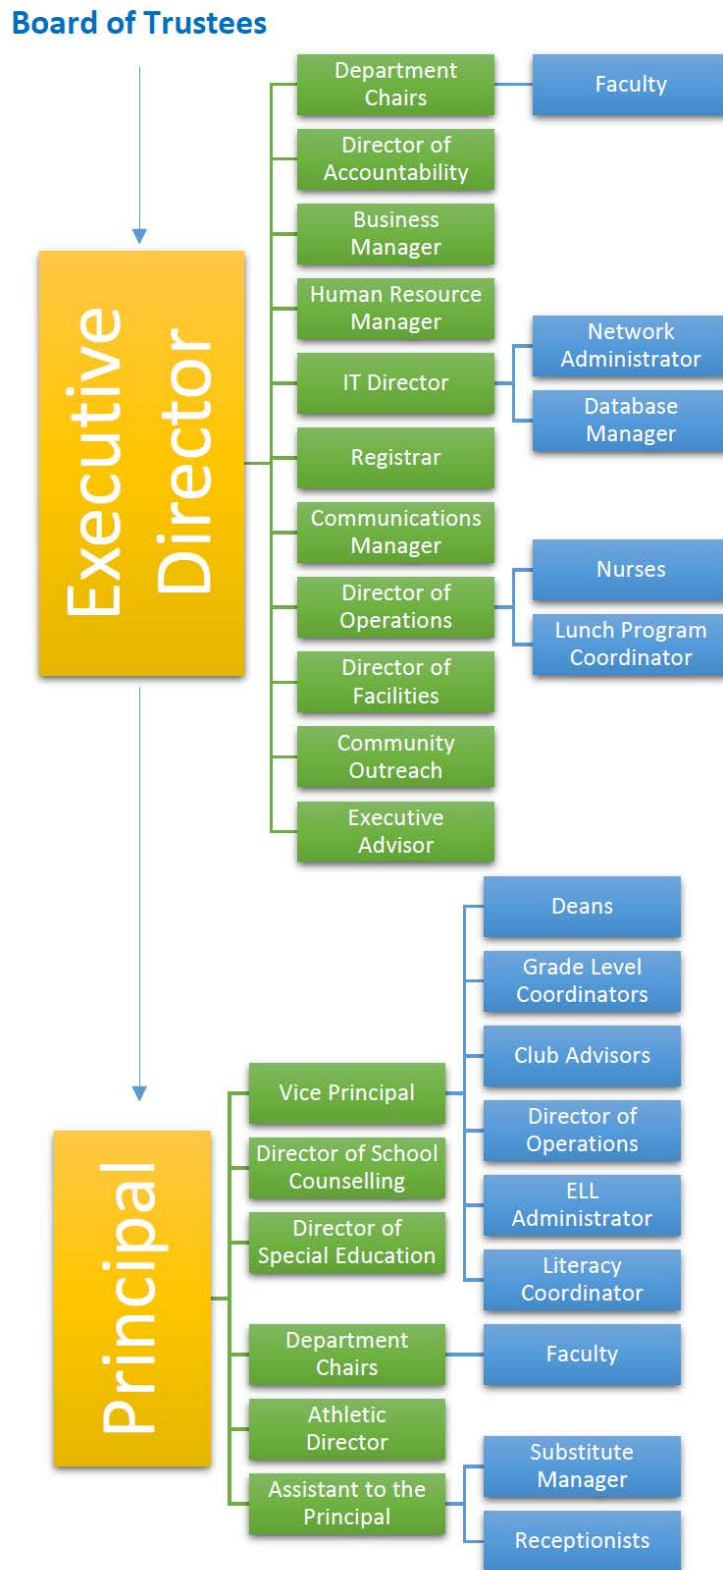 Board of Trustees
Executive
Director
Department
Chairs
Faculty
Director of
Accountability
Business
Manager
Human Resource
Manager
IT Director
Network
Administrator
Database
Manager
Registrar
Communications
Manager
Director of
Operations
Nurses
Lunch Program
Coordinator
Director of
Facilities
Community
Outreach
Executive
Advisor
Principal
Vice Principal
Deans
Grade Level
Coordinators
Club Advisors
Director of
Operations
ELL
Administrator
Literacy
Coordinator
Director of School
Counselling
Director of
Special Education
Department
Chairs
Faculty
Athletic
Director
Assistant to the
Principal
Substitute
Manager
Receptionists